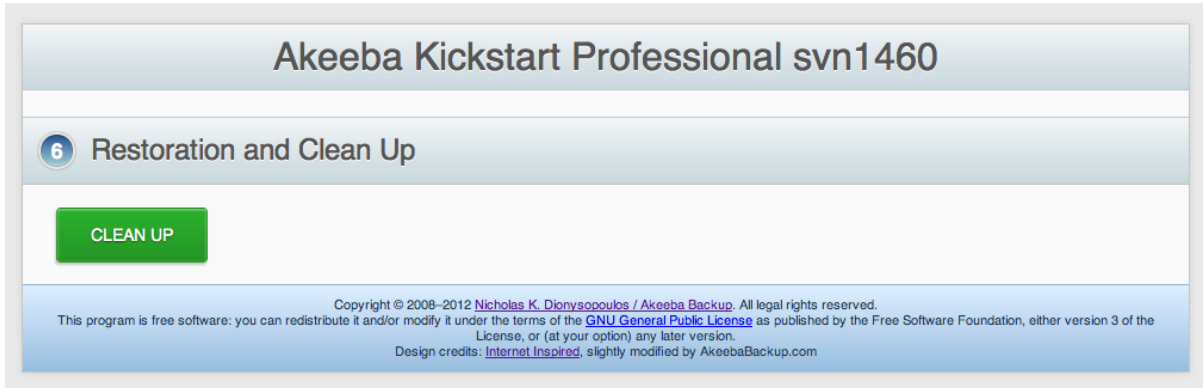 Akeeba Kickstart Professional svn1460
6 Restoration and Clean Up
CLEAN UP
Copyright © 2008–2012 Nicholas K. Dionysopoulos / Akeeba Backup. All legal rights reserved.
This program is free software: you can redistribute it and/or modify it under the terms of the GNU General Public License as published by the Free Software Foundation, either version 3 of the
License, or (at your option) any later version.
Design credits: Internet Inspired, slightly modified by AkeebaBackup.com